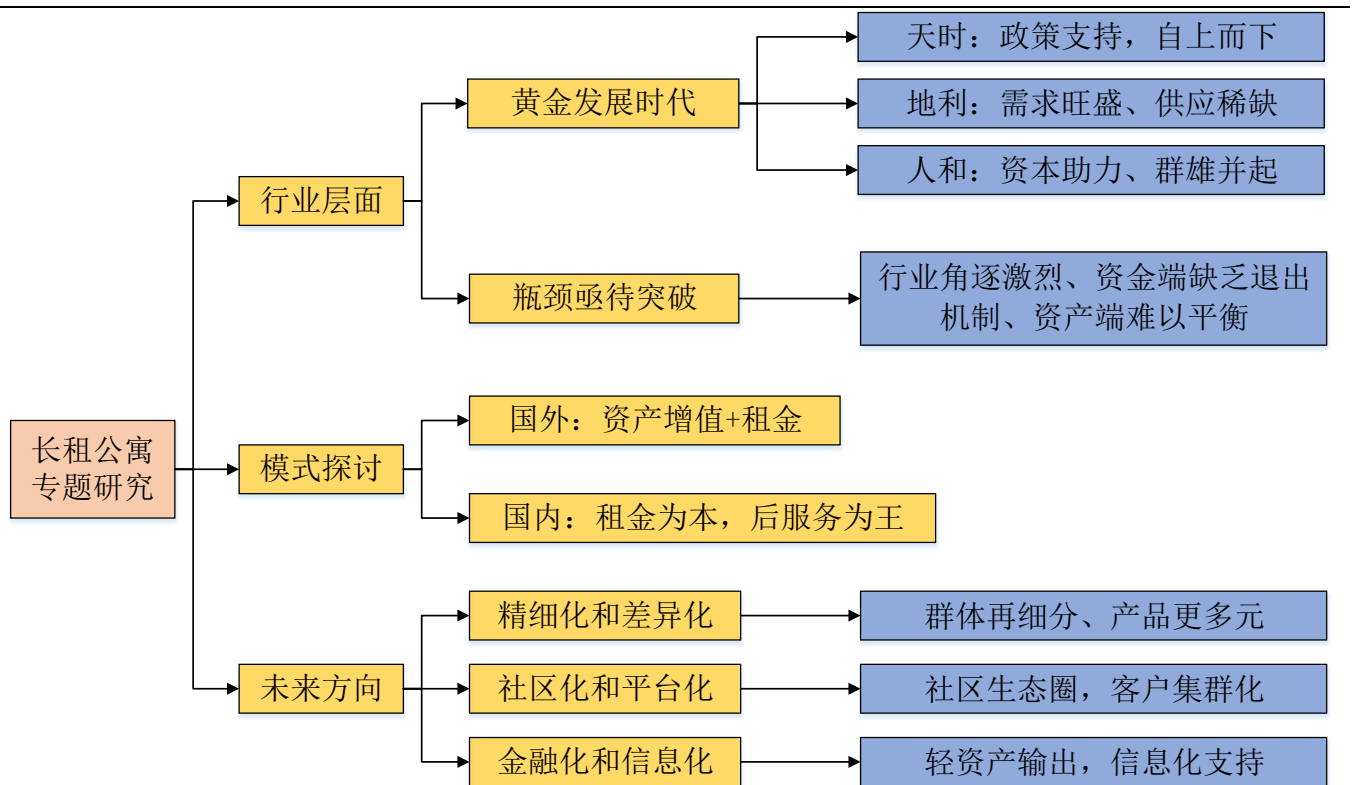 天时：政策支持，自上而下
黄金发展时代
地利：需求旺盛、供应稀缺
人和：资本助力、群雄并起
行业层面
瓶颈亟待突破
行业角逐激烈、资金端缺乏退出
机制、资产端难以平衡
长租公寓
专题研究
模式探讨
国外：资产增值+租金
国内：租金为本，后服务为王
未来方向
精细化和差异化
群体再细分、产品更多元
社区化和平台化
社区生态圈，客户集群化
金融化和信息化
轻资产输出，信息化支持